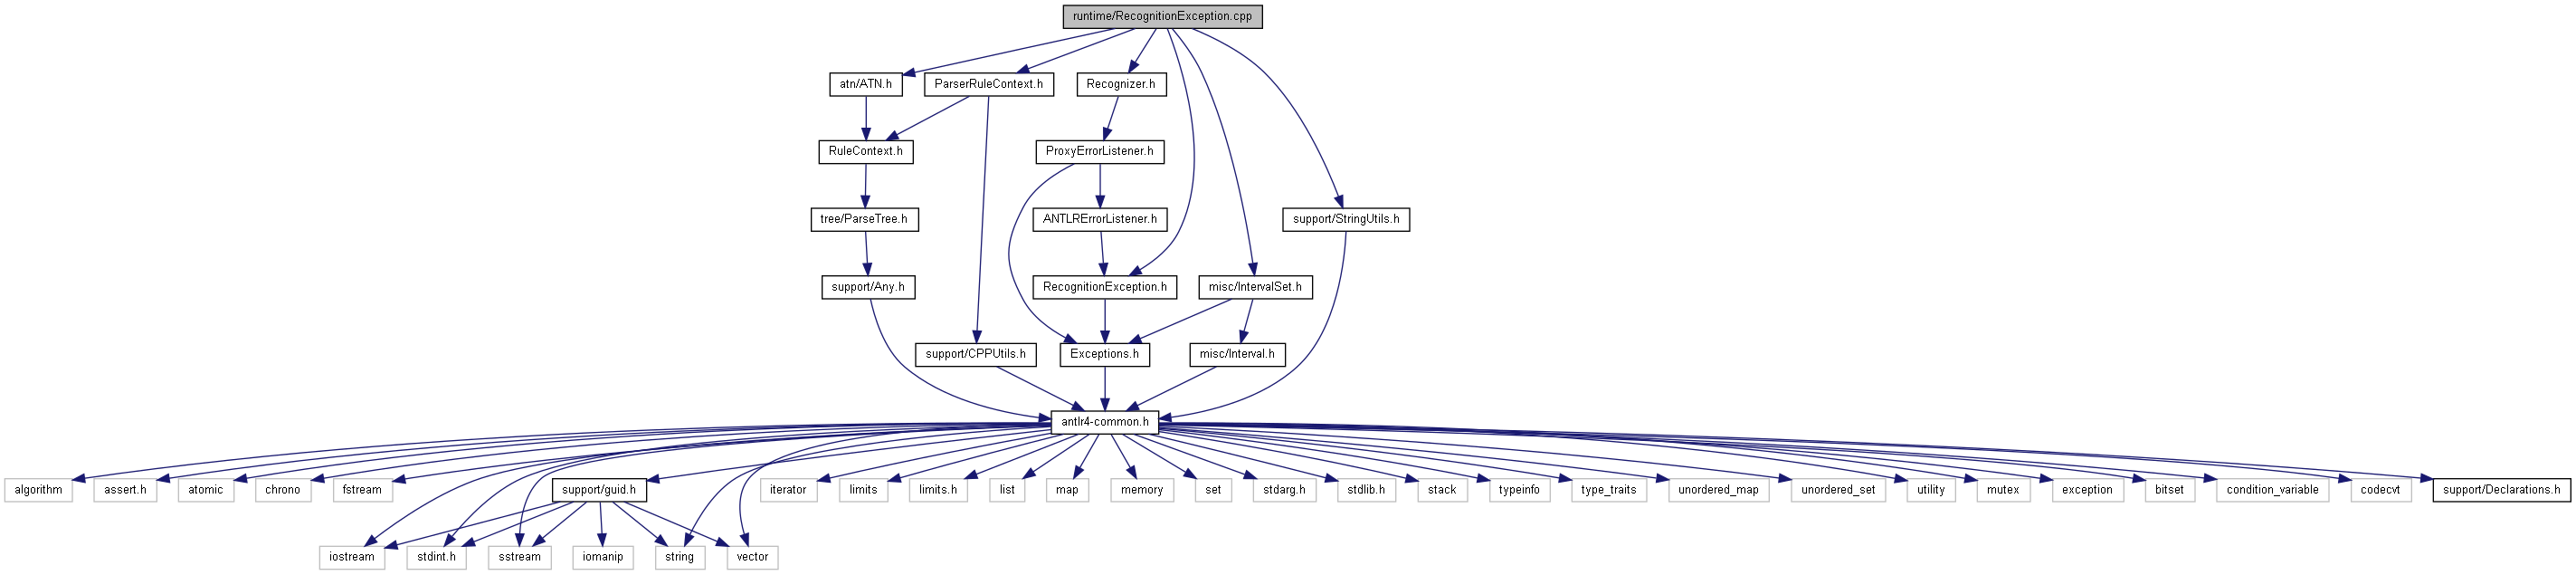 runtime/RecognitionException.cpp
atn/ATN.h
ParserRuleContext.h
Recognizer.h
RuleContext.h
ProxyErrorListener.h
tree/ParseTree.h
ANTLRErrorListener.h
support/StringUtils.h
support/Any.h
RecognitionException.h
misc/IntervalSet.h
support/CPPUtils.h
Exceptions.h
misc/Interval.h
antlr4-common.h
algorithm
assert.h
atomic
chrono
fstream
support/guid.h
iterator
limits
limits.h
list
map
memory
set
stdarg.h
stdlib.h
stack
typeinfo
type_traits
unordered_map
unordered_set
utility
mutex
exception
bitset
condition_variable
codecvt
support/Declarations.h
iostream
stdint.h
sstream
iomanip
string
vector